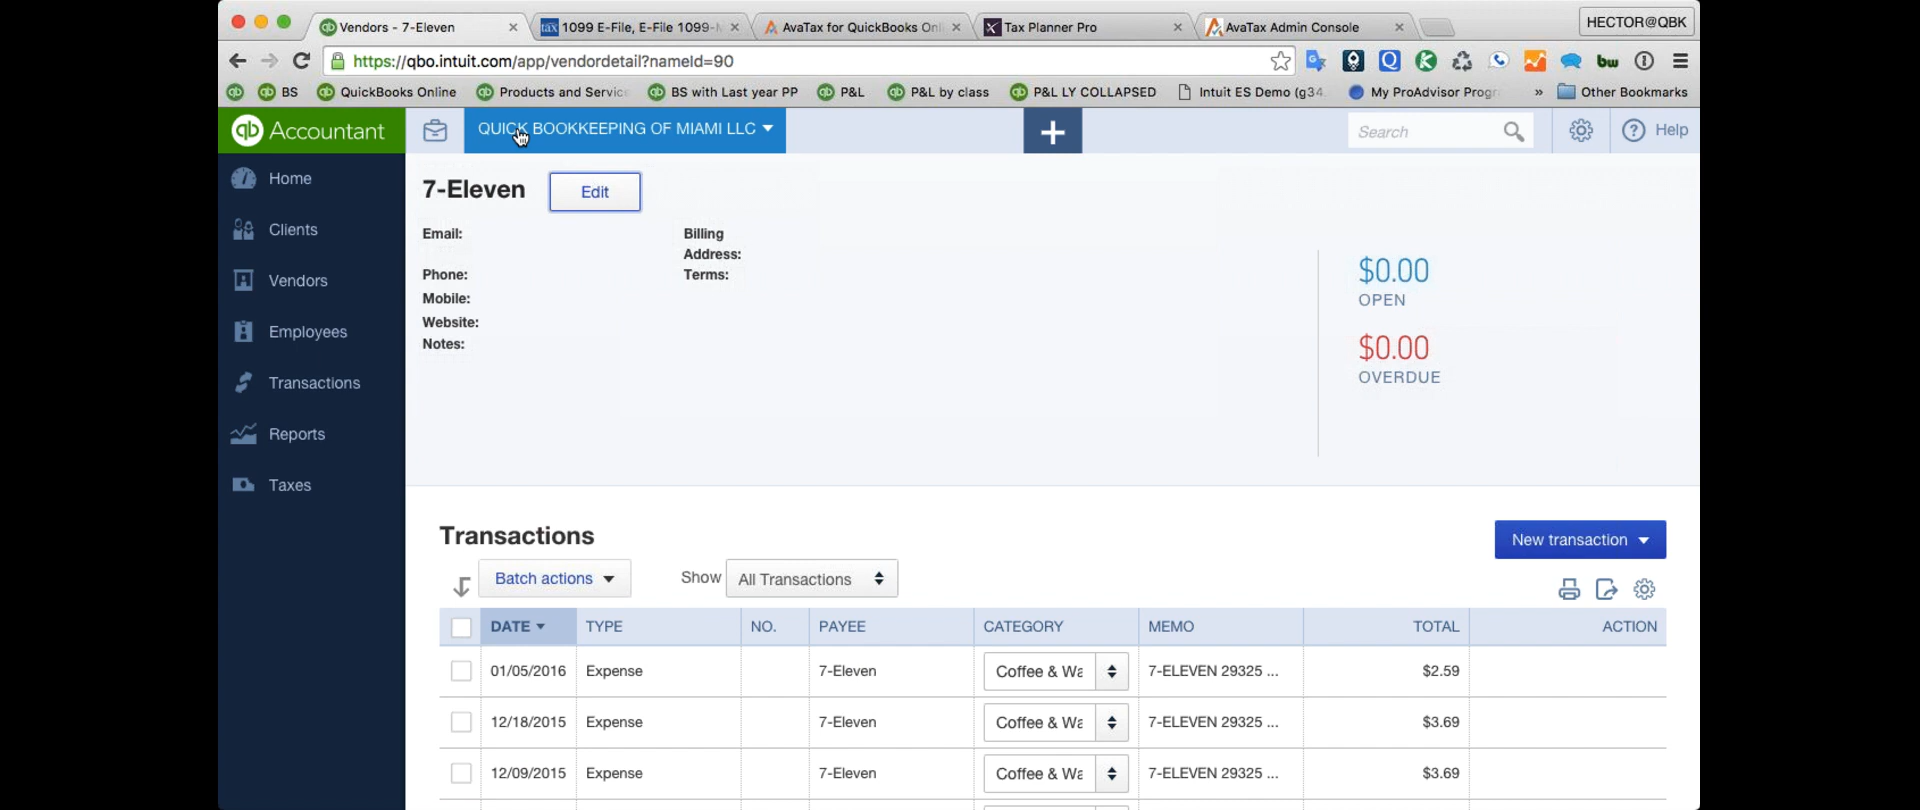 Vendors - 7-Eleven
1099 E-File, E-File 1099-
AvaTax for QuickBooks Onl
Tax Planner Pro
AvaTax Admin Console
HECTOR@QBK
https://qbo.intuit.com/app/vendordetail?nameId=90
BS
QuickBooks Online
Products and Servic
BS with Last year PP
P&L
P&L by class
P&L LY COLLAPSED
Intuit ES Demo (g34
My ProAdvisor Progr
»
Other Bookmarks
qb Accountant
QUICK BOOKKEEPING OF MIAMI LLC
Search
Help
Home
Clients
Vendors
Employees
Transactions
Reports
Taxes
7-Eleven
Edit
Email:
Phone:
Mobile:
Website:
Notes:
Billing
Address:
Terms:
$0.00
OPEN
$0.00
OVERDUE
Transactions
New transaction
Batch actions
Show
All Transactions
DATE TYPE NO. PAYEE CATEGORY MEMO TOTAL ACTION
01/05/2016 Expense 7-Eleven Coffee & Wa 7-ELEVEN 29325 ... $2.59
12/18/2015 Expense 7-Eleven Coffee & Wa 7-ELEVEN 29325 ... $3.69
12/09/2015 Expense 7-Eleven Coffee & Wa 7-ELEVEN 29325 ... $3.69